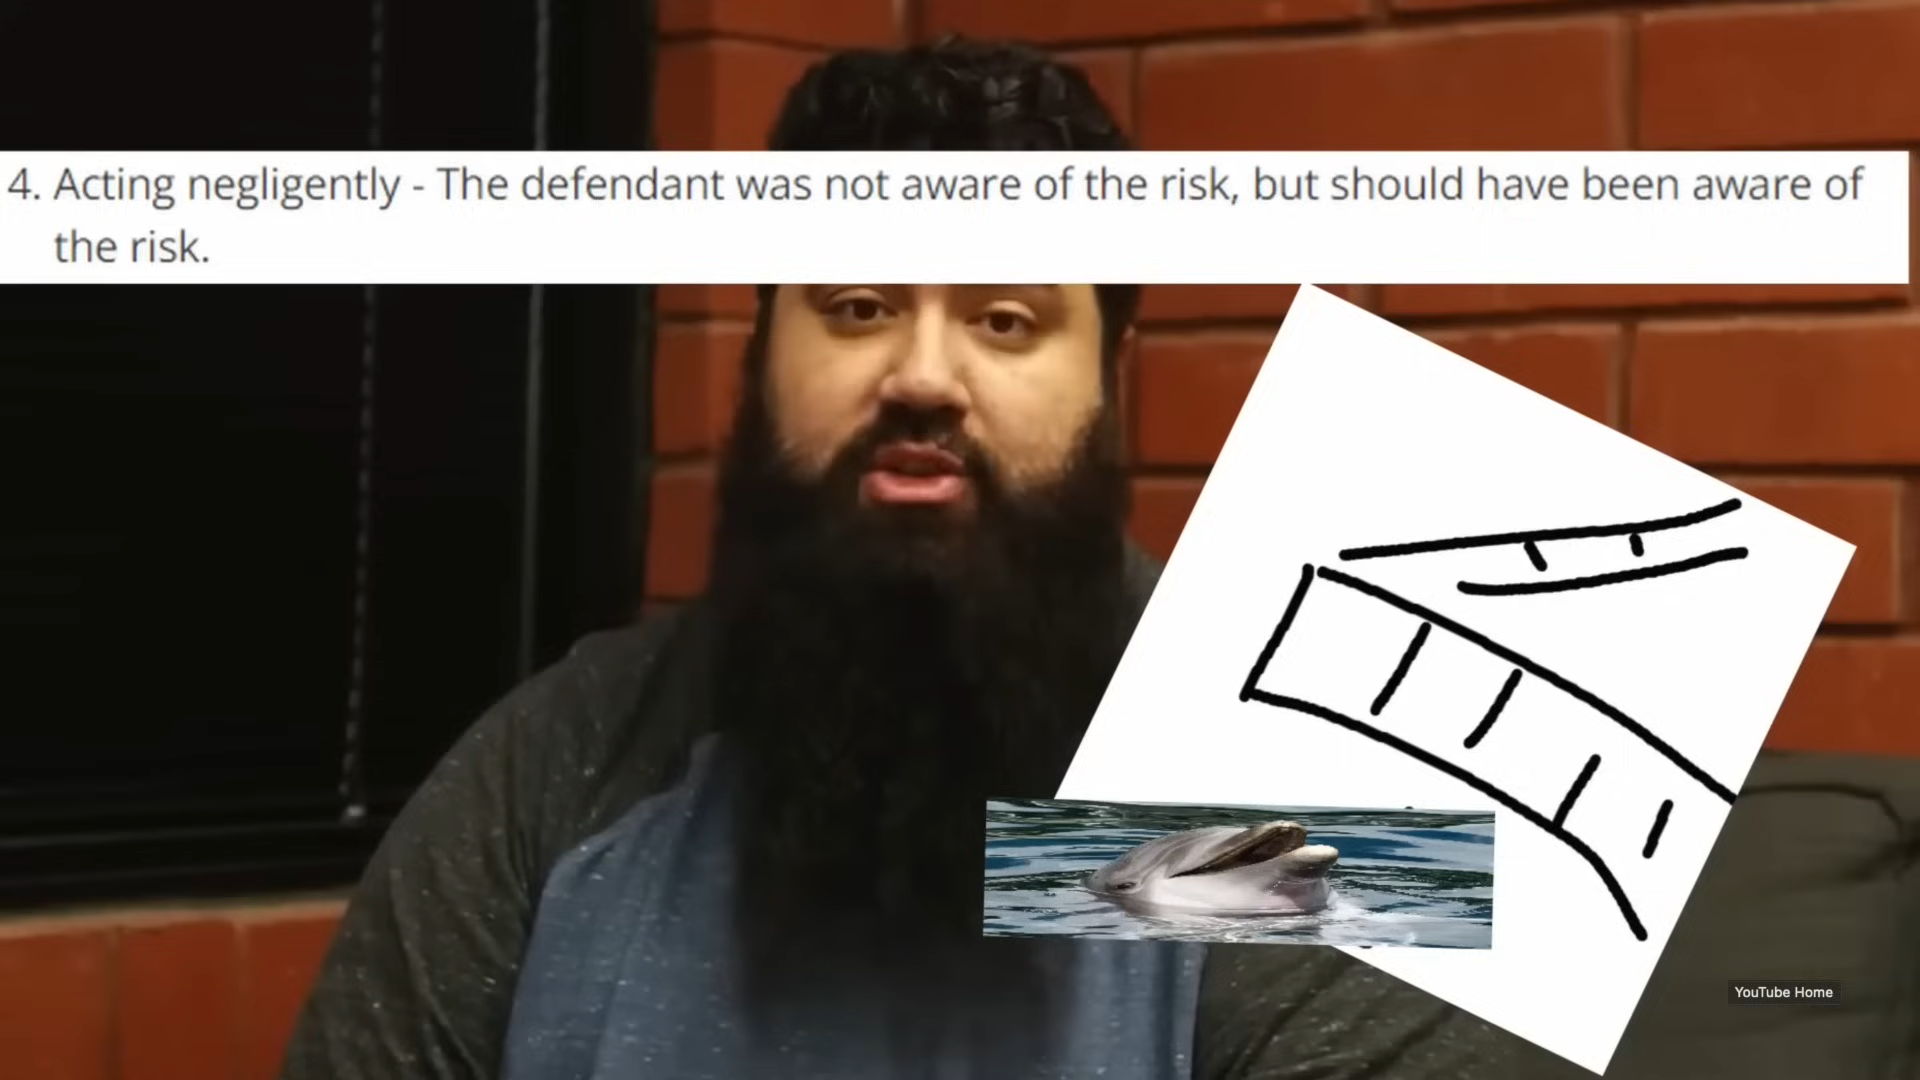 4. Acting negligently - The defendant was not aware of the risk, but should have been aware of
the risk.
YouTube Home